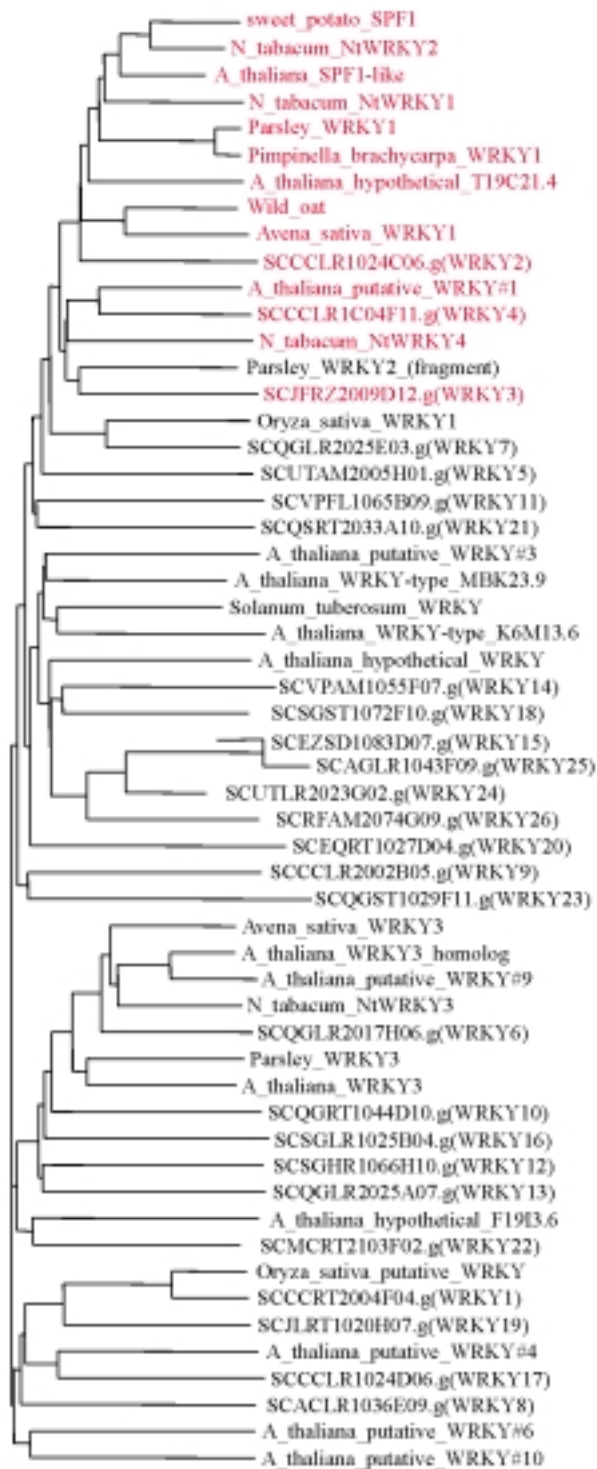 sweet_potato_SPF1
N_tabacum_NtWRKY2
A_thaliana_SPF1-like
N_tabacum_NtWRKY1
Parsley_WRKY1
Pimpinella_brachycarpa_WRKY1
A_thaliana_hypothetical_T19C21.4
Wild_oat
Avena_sativa_WRKY1
SCCCLR1024C06.g(WRKY2)
A_thaliana_putative_WRKY#1
SCCCLR1C04F11.g(WRKY4)
N_tabacum_NtWRKY4
Parsley_WRKY2_(fragment)
SCJFRZ2009D12.g(WRKY3)
Oryza_sativa_WRKY1
SCQGLR2025E03.g(WRKY7)
SCUTAM2005H01.g(WRKY5)
SCVPFL1065B09.g(WRKY11)
SCQSRT2033A10.g(WRKY21)
A_thaliana_putative_WRKY#3
A_thaliana_WRKY-type_MBK23.9
Solanum_tuberosum_WRKY
A_thaliana_WRKY-type_K6M13.6
A_thaliana_hypothetical_WRKY
SCVPAM1055F07.g(WRKY14)
SCSGST1072F10.g(WRKY18)
SCEZSD1083D07.g(WRKY15)
SCAGLR1043F09.g(WRKY25)
SCUTLR2023G02.g(WRKY24)
SCRFAM2074G09.g(WRKY26)
SCEQRT1027D04.g(WRKY20)
SCCCLR2002B05.g(WRKY9)
SCQGST1029F11.g(WRKY23)
Avena_sativa_WRKY3
A_thaliana_WRKY3_homolog
A_thaliana_putative_WRKY#9
N_tabacum_NtWRKY3
SCQGLR2017H06.g(WRKY6)
Parsley_WRKY3
A_thaliana_WRKY3
SCQGRT1044D10.g(WRKY10)
SCSGLR1025B04.g(WRKY16)
SCSGHR1066H10.g(WRKY12)
SCQGLR2025A07.g(WRKY13)
A_thaliana_hypothetical_F19I3.6
SCMCRT2103F02.g(WRKY22)
Oryza_sativa_putative_WRKY
SCCCRT2004F04.g(WRKY1)
SCJLRT1020H07.g(WRKY19)
A_thaliana_putative_WRKY#4
SCCCLR1024D06.g(WRKY17)
SCACLR1036E09.g(WRKY8)
A_thaliana_putative_WRKY#6
A_thaliana_putative_WRKY#10